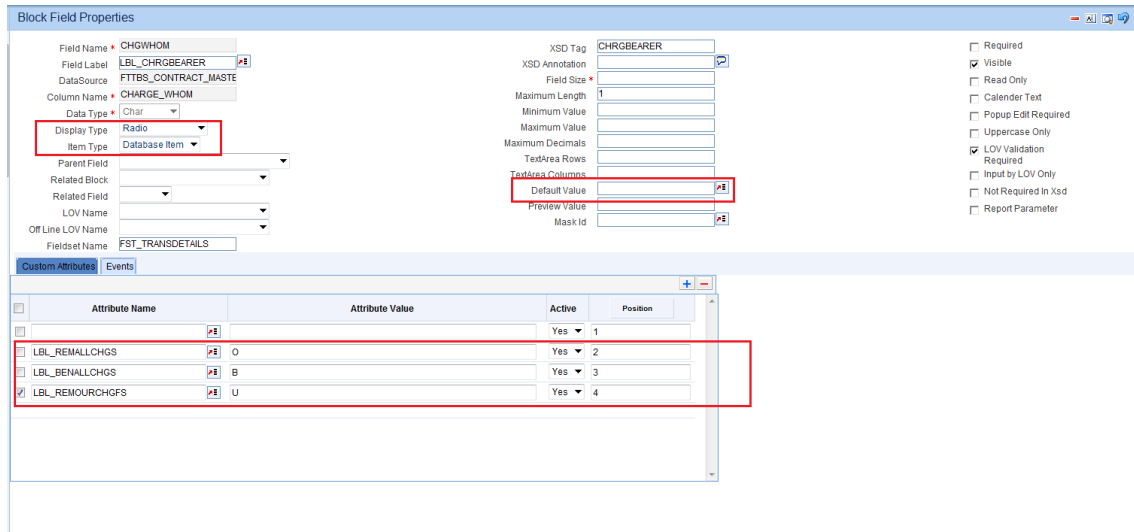 Block Field Properties
Field Name * CHGWHOM
Field Label LBL_CHRGBEARER
DataSource FTTBS_CONTRACT_MASTE
Column Name * CHARGE_WHOM
Data Type * Char
Display Type Radio
Item Type Database Item
Parent Field
Related Block
Related Field
LOV Name
Off Line LOV Name
Fieldset Name FST_TRANSDETAILS
XSD Tag CHRGBEARER
XSD Annotation
Field Size *
Maximum Length 1
Minimum Value
Maximum Value
Maximum Decimals
TextArea Rows
TextArea Columns
Default Value
Preview Value
Mask Id
Required
Visible
Read Only
Calender Text
Popup Edit Required
Uppercase Only
LOV Validation
Required
Input by LOV Only
Not Required In Xsd
Report Parameter
Custom Attributes Events
Attribute Name Attribute Value Active Position
Yes 1
LBL_REMALLCHGS O Yes 2
LBL_BENALLCHGS B Yes 3
LBL_REMOURCHGFS U Yes 4